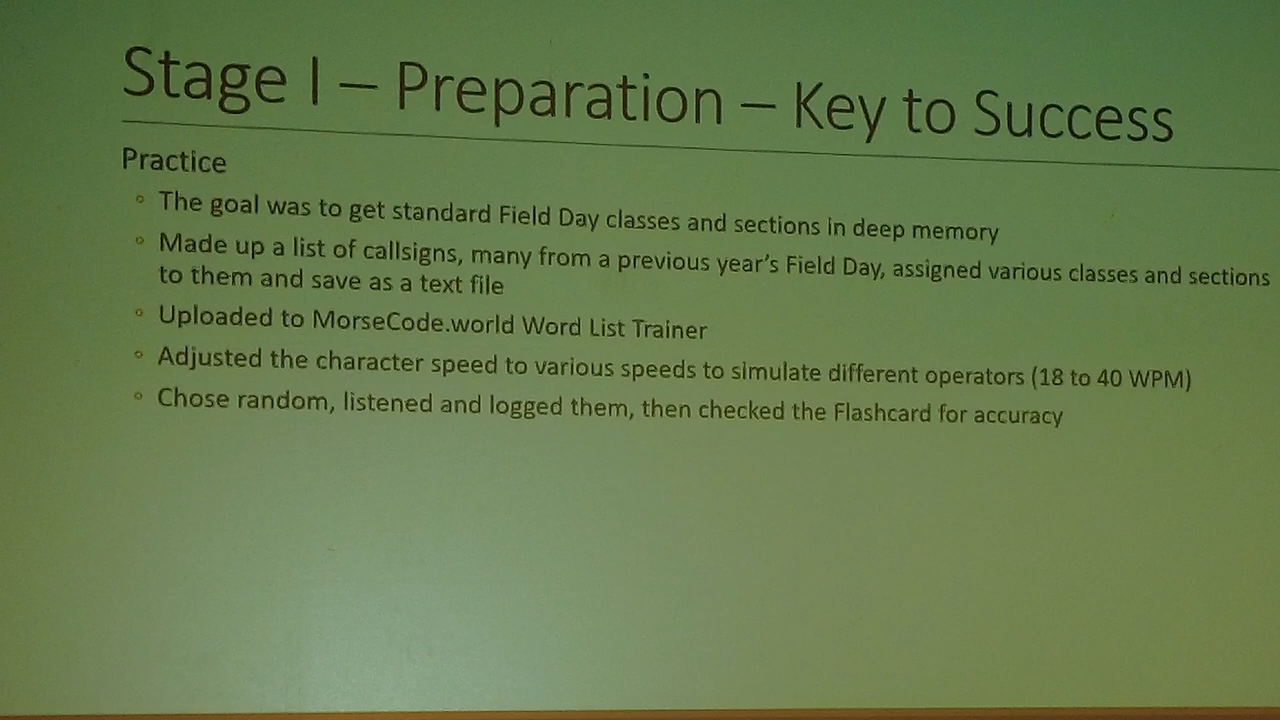 Stage I – Preparation – Key to Success
Practice
The goal was to get standard Field Day classes and sections in deep memory
Made up a list of callsigns, many from a previous year's Field Day, assigned various classes and sections
to them and save as a text file
Uploaded to MorseCode.world Word List Trainer
Adjusted the character speed to various speeds to simulate different operators (18 to 40 WPM)
Chose random, listened and logged them, then checked the Flashcard for accuracy